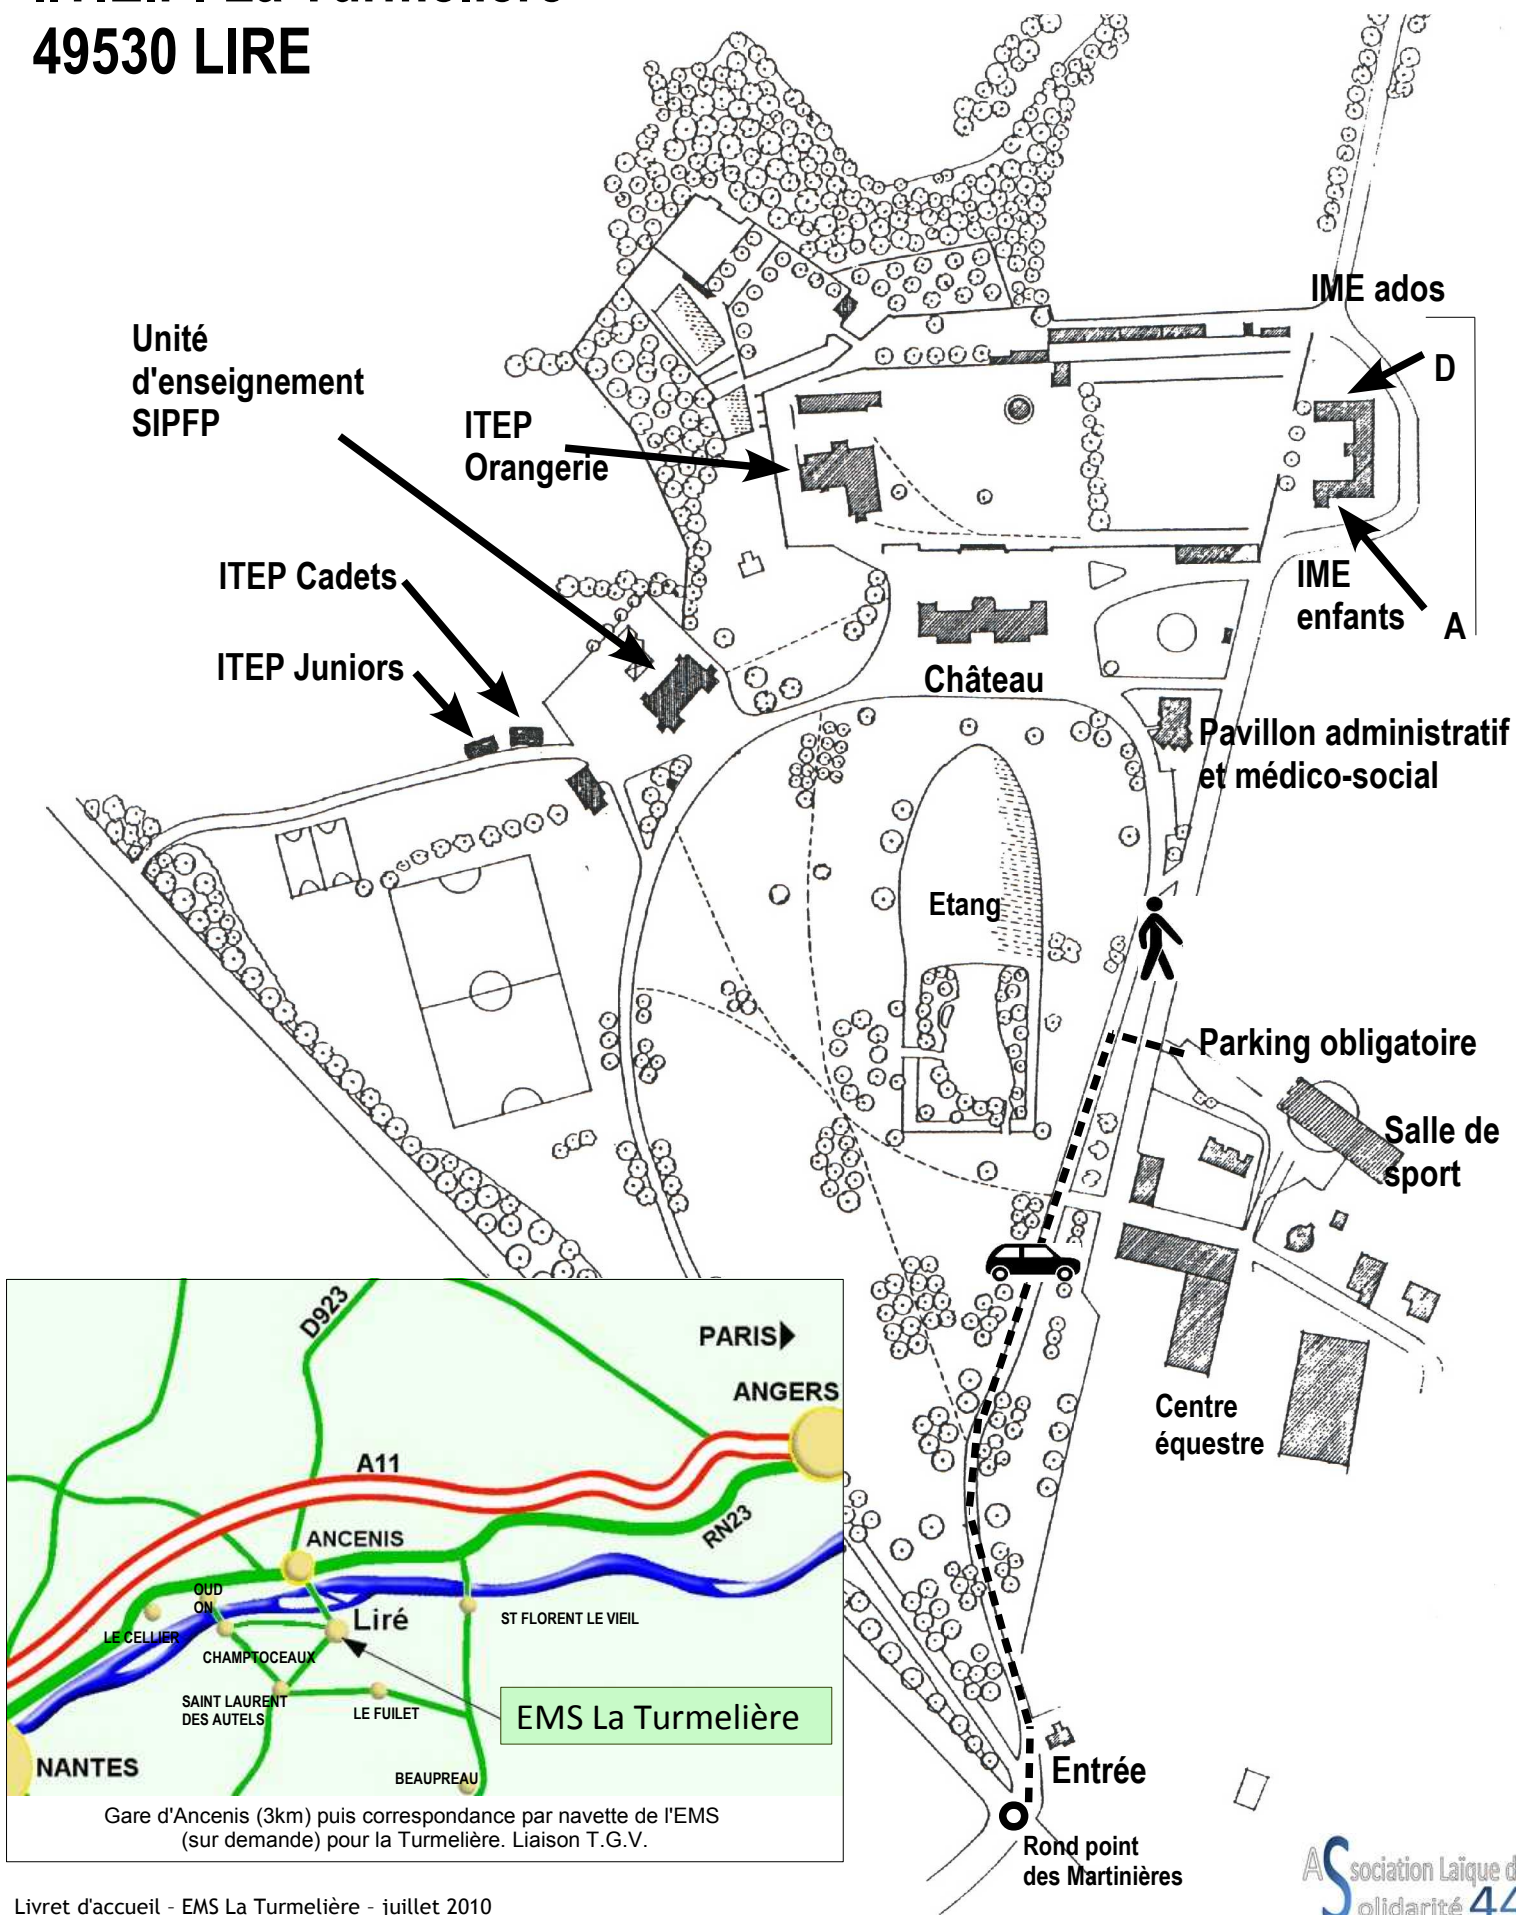 49530 LIRE
IME ados
D
Unité
d'enseignement
SIPFP
ITEP
Orangerie
ITEP Cadets
IME
enfants
A
ITEP Juniors
Château
Pavillon administratif
et médico-social
Etang
Parking obligatoire
Salle de
sport
Centre
équestre
Entrée
Rond point
des Martinières
D923
PARIS
ANGERS
A11
RN23
ANCENIS
OUD
ON
Liré
ST FLORENT LE VIEIL
LE CELLIER
CHAMPTOCEAUX
SAINT LAURENT
DES AUTELS
LE FUILET
EMS La Turmelière
NANTES
BEAUPREAU
Gare d'Ancenis (3km) puis correspondance par navette de l'EMS
(sur demande) pour la Turmelière. Liaison T.G.V.
Livret d'accueil - EMS La Turmelière - juillet 2010
ASsociation Laïque d
olidarité 44